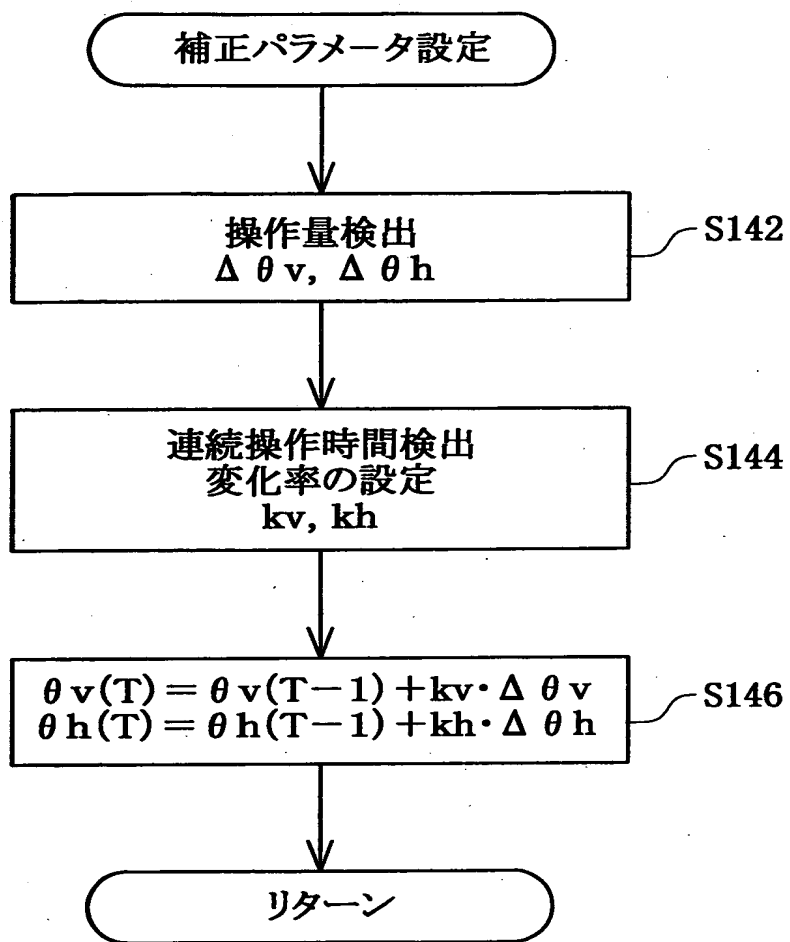 補正パラメータ設定
操作量検出
Δθv, Δθh
S142
連続操作時間検出
変化率の設定
kv, kh
S144
θv(T)＝θv(T−1)+kv·Δθv
θh(T)＝θh(T−1)+kh·Δθh
S146
リターン